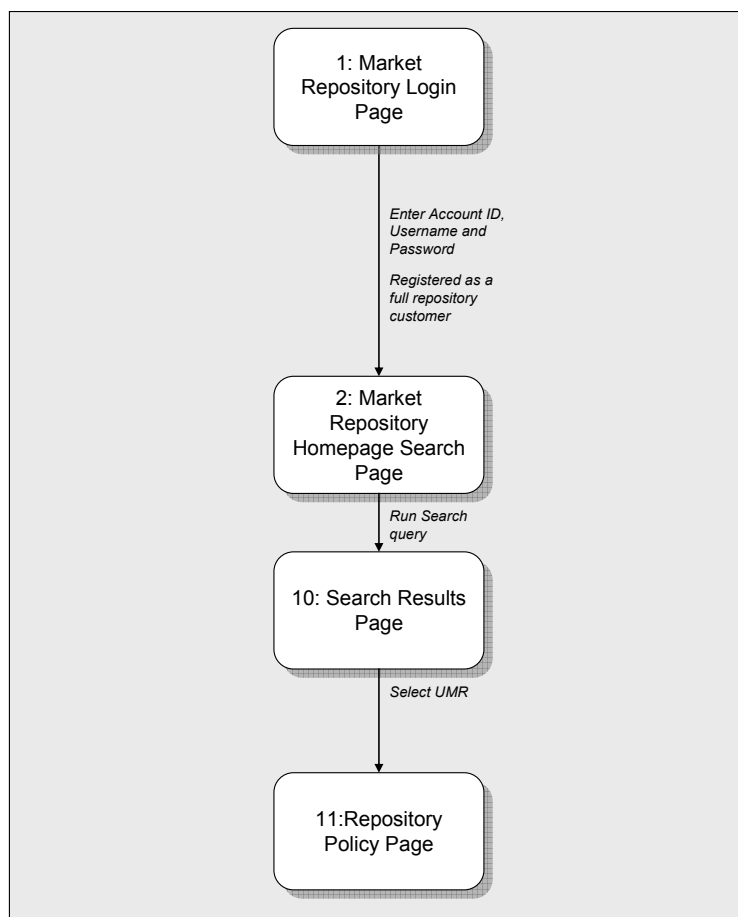 1: Market
Repository Login
Page
Enter Account ID,
Username and
Password
Registered as a
full repository
customer
2: Market
Repository
Homepage Search
Page
Run Search
query
10: Search Results
Page
Select UMR
11:Repository
Policy Page